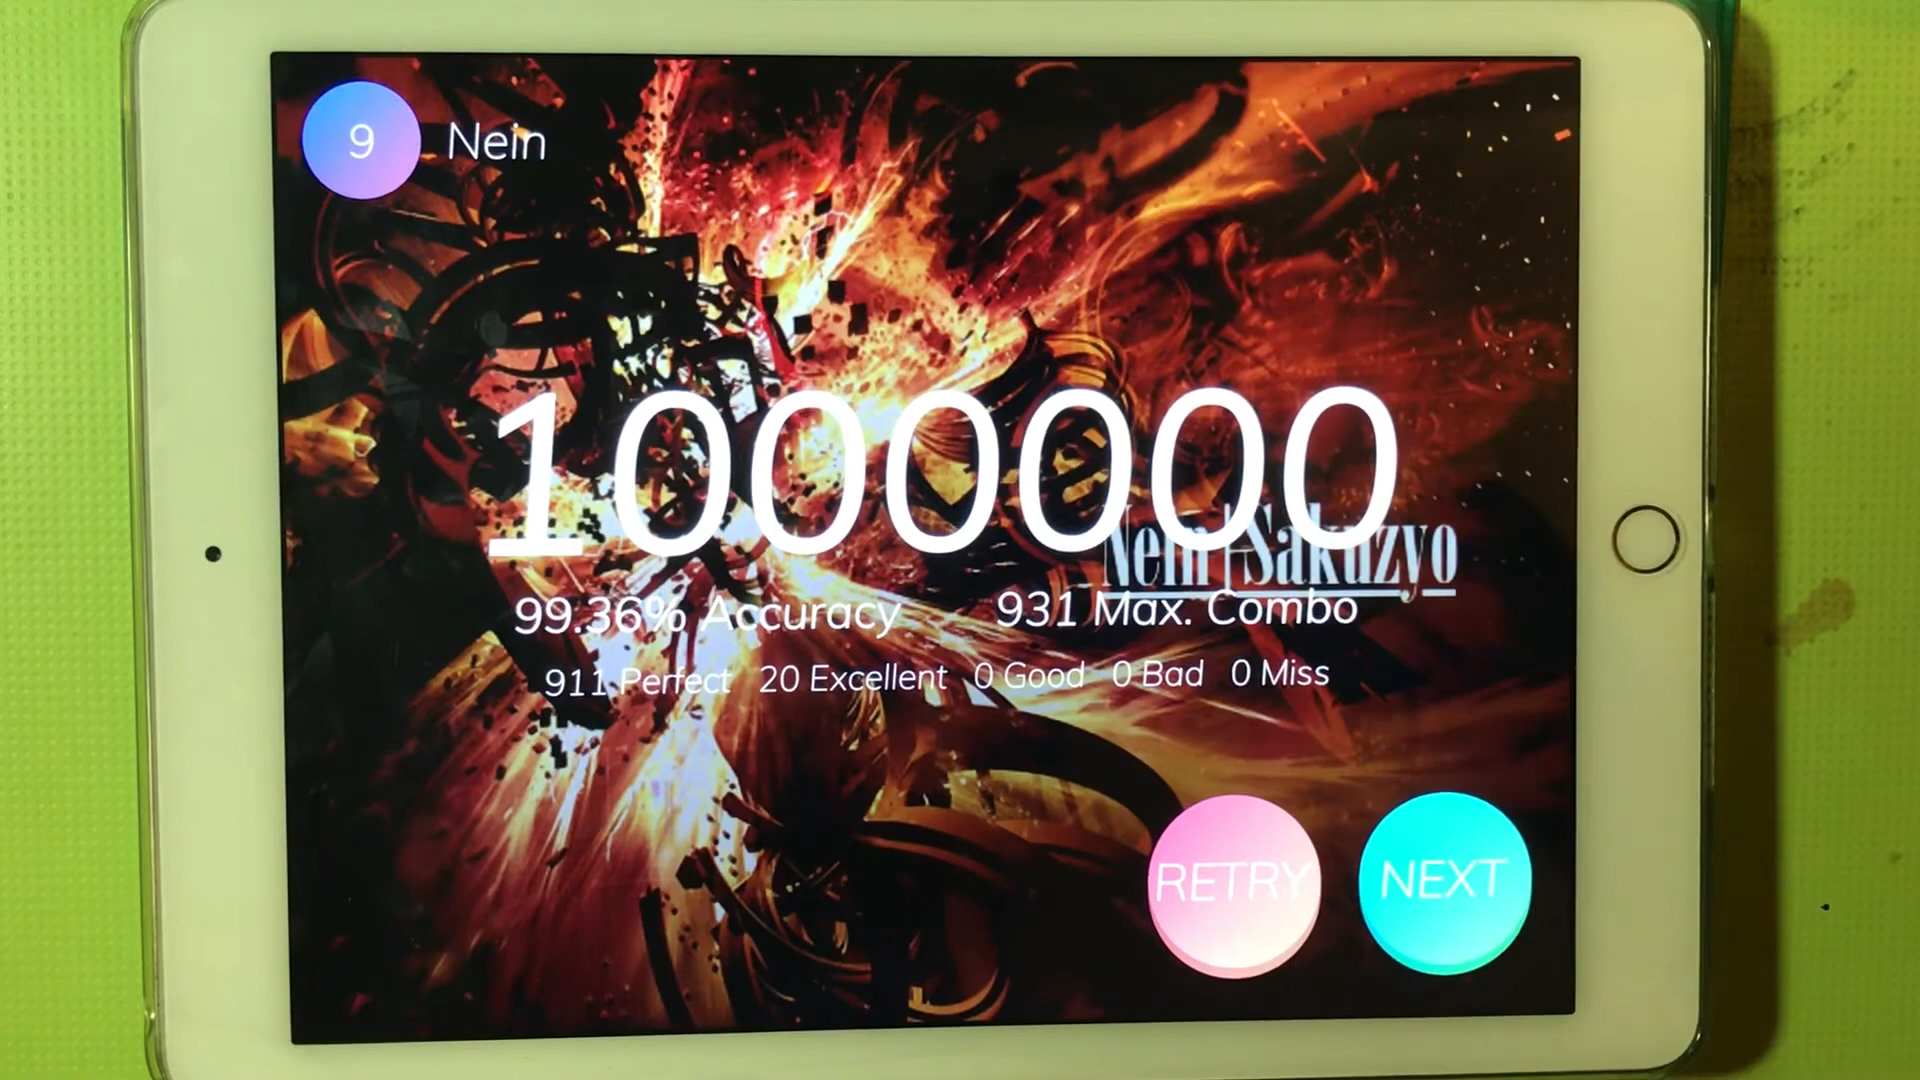 9 Nein
1000000
Nein | Sakuzyo
99.36% Accuracy 931 Max. Combo
911 Perfect 20 Excellent 0 Good 0 Bad 0 Miss
RETRY NEXT